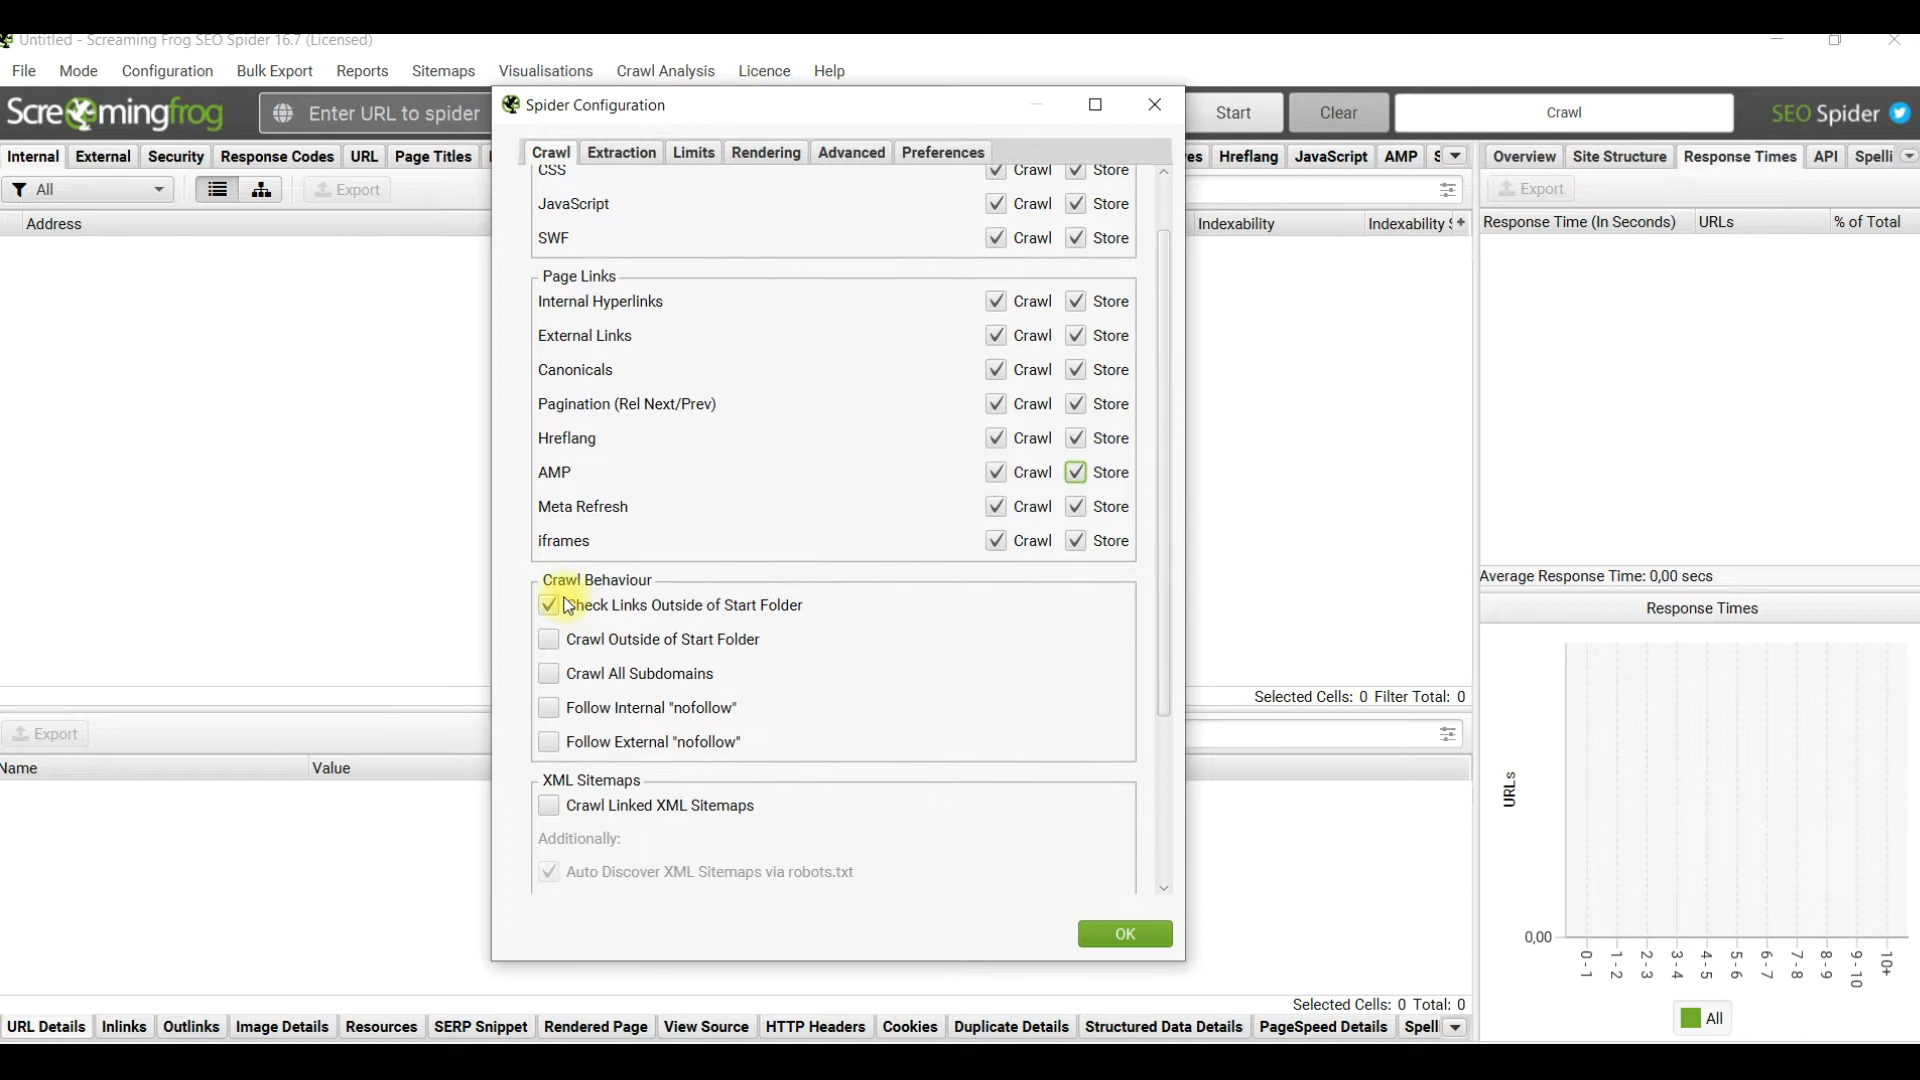 Untitled - Screaming Frog SEO Spider 16.7 (Licensed)
File Mode Configuration Bulk Export Reports Sitemaps Visualisations Crawl Analysis Licence Help
Screamingfrog
Enter URL to spider
Spider Configuration
Start
Clear
Crawl
SEO Spider
Internal External Security Response Codes URL Page Titles
Hreflang JavaScript AMP
Overview Site Structure Response Times API Spelli
Crawl Extraction Limits Rendering Advanced Preferences
All
Export
Export
Address
Indexability
Indexability S
+
Response Time (In Seconds) URLs % of Total
CSS Crawl Store
JavaScript Crawl Store
SWF Crawl Store
Page Links
Internal Hyperlinks Crawl Store
External Links Crawl Store
Canonicals Crawl Store
Pagination (Rel Next/Prev) Crawl Store
Hreflang Crawl Store
AMP Crawl Store
Meta Refresh Crawl Store
iframes Crawl Store
Crawl Behaviour
Check Links Outside of Start Folder
Crawl Outside of Start Folder
Crawl All Subdomains
Follow Internal "nofollow"
Follow External "nofollow"
XML Sitemaps
Crawl Linked XML Sitemaps
Additionally:
Auto Discover XML Sitemaps via robots.txt
OK
Selected Cells: 0 Filter Total: 0
Export
Name Value
Average Response Time: 0,00 secs
Response Times
URLs
0,00
0 - 1
1 - 2
2 - 3
3 - 4
4 - 5
5 - 6
6 - 7
7 - 8
8 - 9
9 - 10
10+
All
Selected Cells: 0 Total: 0
URL Details Inlinks Outlinks Image Details Resources SERP Snippet Rendered Page View Source HTTP Headers Cookies Duplicate Details Structured Data Details PageSpeed Details Spell